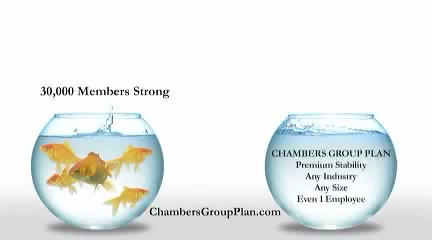 30,000 Members Strong
CHAMBERS GROUP PLAN
Premium Stability
Any Industry
Any Size
Even 1 Employee
ChambersGroupPlan.com